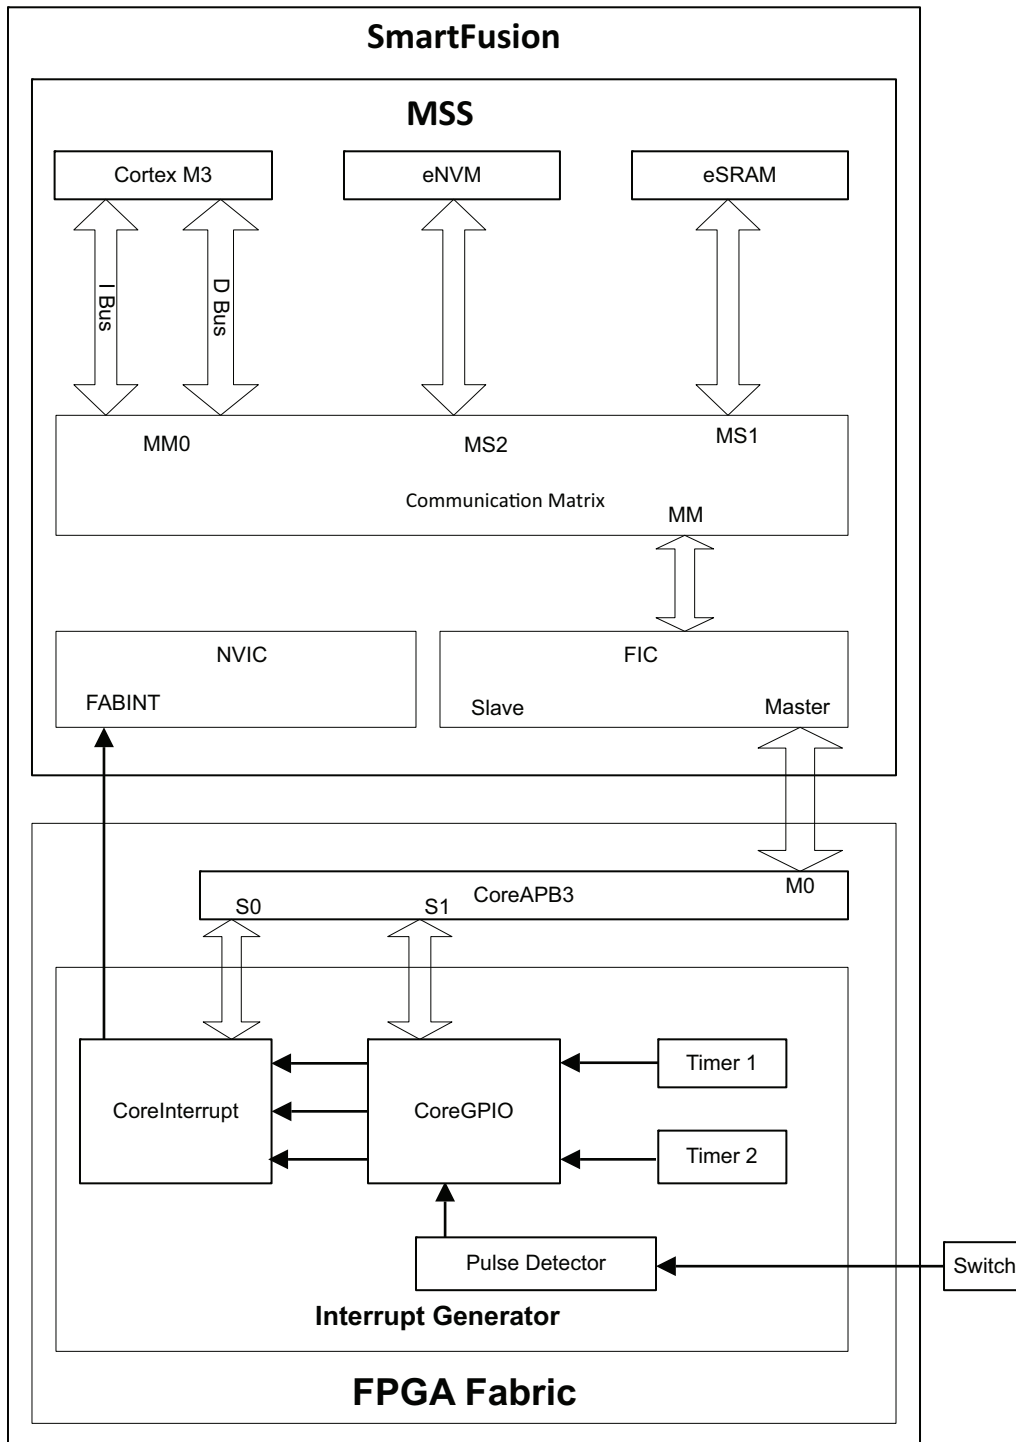 SmartFusion
MSS
Cortex M3
eNVM
eSRAM
I Bus
D Bus
MM0
MS2
MS1
Communication Matrix
MM
NVIC
FIC
FABINT
Slave
Master
M0
CoreAPB3
S0
S1
CoreInterrupt
CoreGPIO
Timer 1
Timer 2
Pulse Detector
Switch
Interrupt Generator
FPGA Fabric